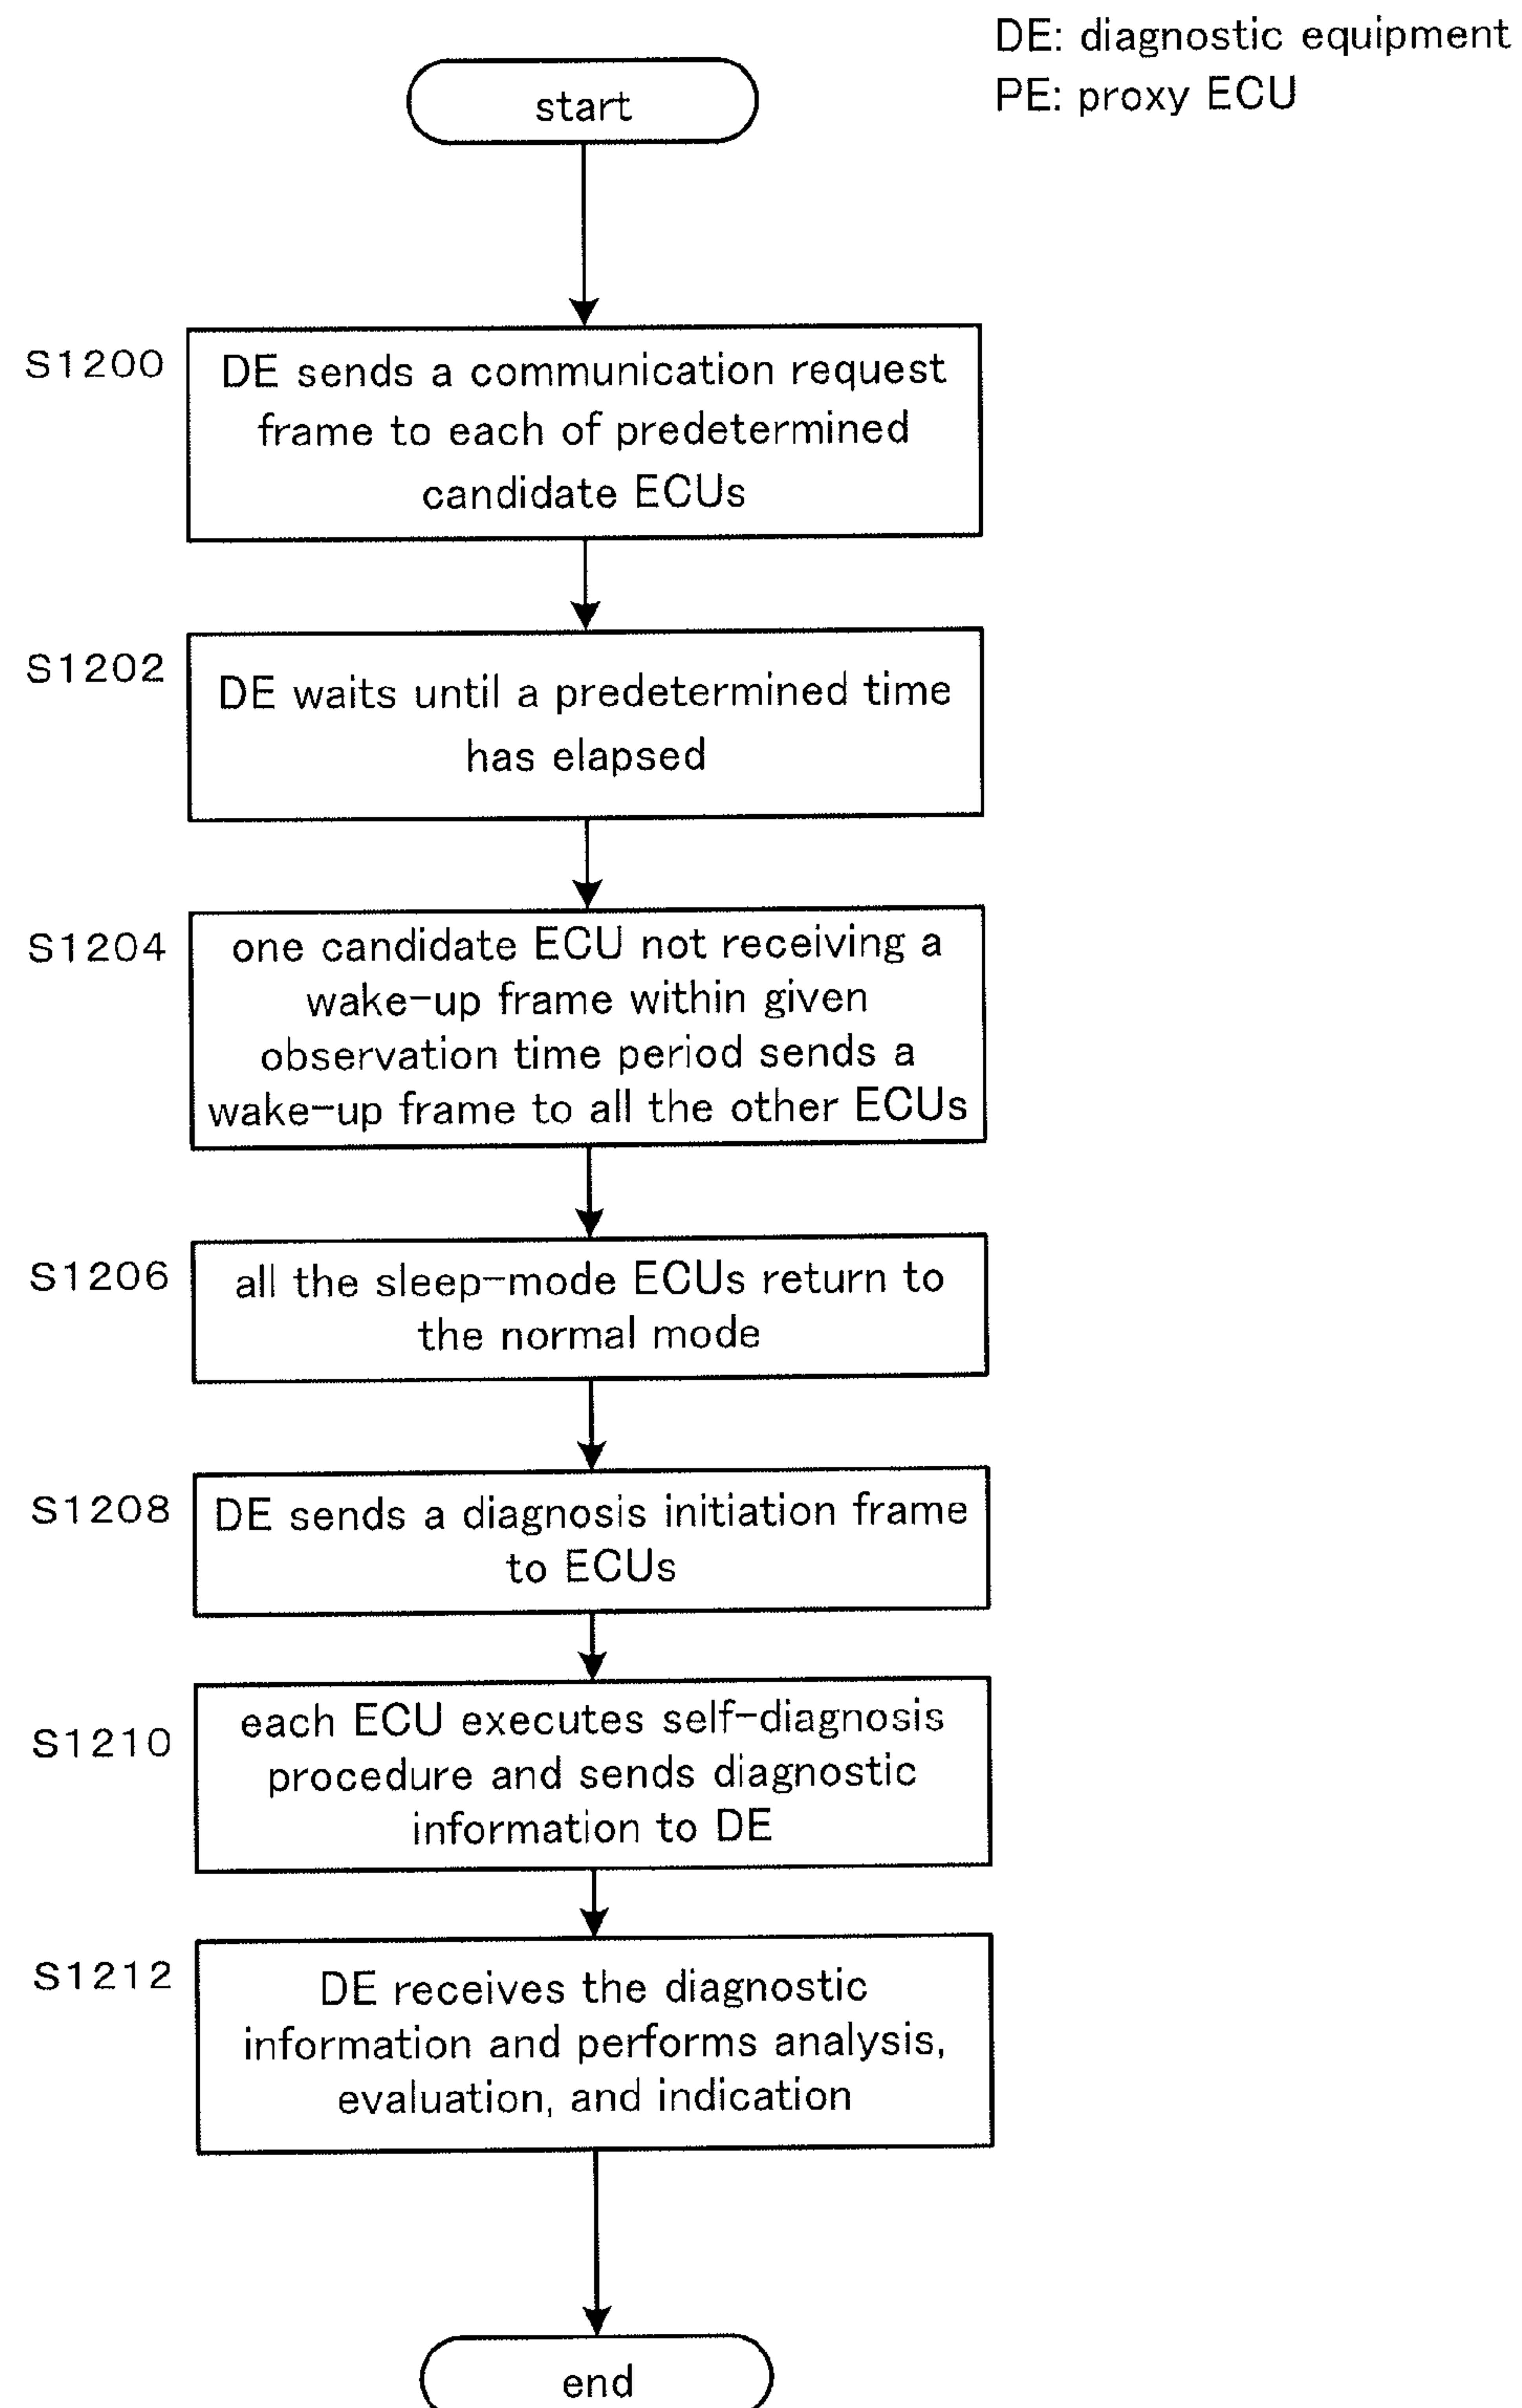 DE: diagnostic equipment
PE: proxy ECU
start
S1200
DE sends a communication request
frame to each of predetermined
candidate ECUs
S1202
DE waits until a predetermined time
has elapsed
S1204
one candidate ECU not receiving a
wake-up frame within given
observation time period sends a
wake-up frame to all the other ECUs
S1206
all the sleep-mode ECUs return to
the normal mode
S1208
DE sends a diagnosis initiation frame
to ECUs
S1210
each ECU executes self-diagnosis
procedure and sends diagnostic
information to DE
S1212
DE receives the diagnostic
information and performs analysis,
evaluation, and indication
end